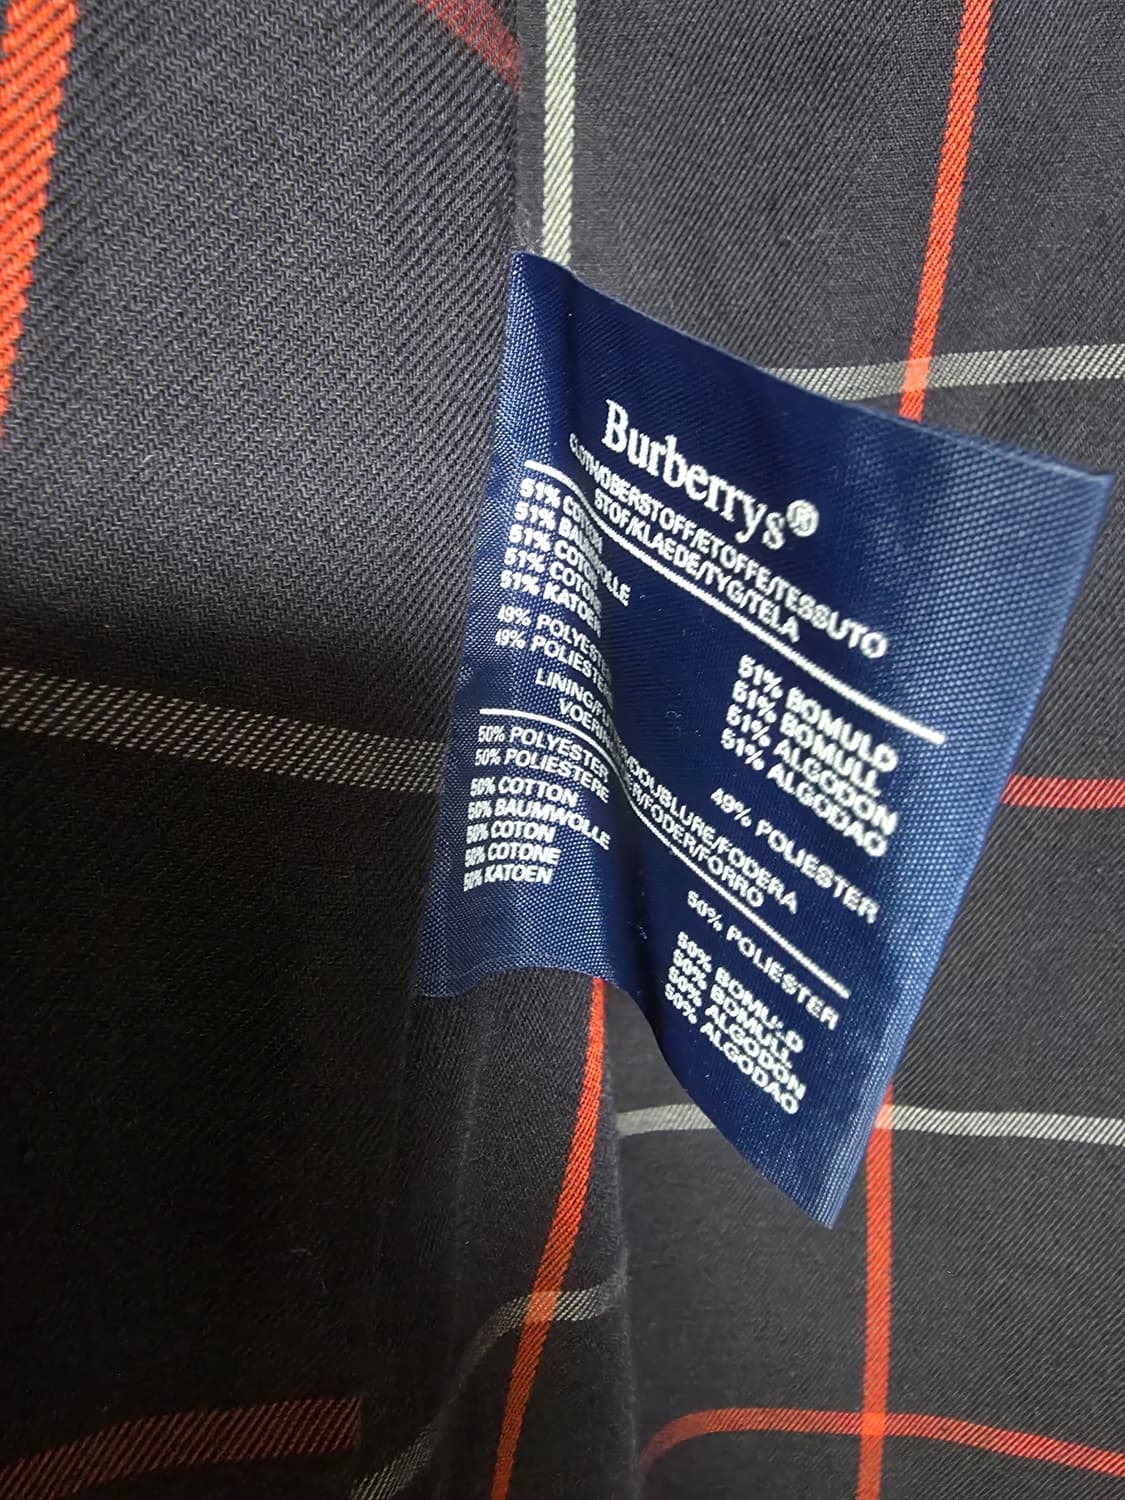 Burberrys®
CLOTH/OBERSTOFF/ETOFFE/TESSUTO
STOF/KLAEDE/TYG/TELA
51% COTTON
51% BAUMWOLLE
51% COTON
51% COTONE
51% KATOEN
51% BOMULD
51% BOMULL
51% ALGODON
51% ALGODAO
49% POLYESTER
49% POLIESTERE
49% POLIESTER
DOUBLURE/FODERA
VOERING/FODER/FORRO
50% POLYESTER
50% POLIESTERE
50% POLIESTER
50% COTTON
50% BAUMWOLLE
50% COTON
50% COTONE
50% KATOEN
50% BOMULD
50% BOMULL
50% ALGODON
50% ALGODAO